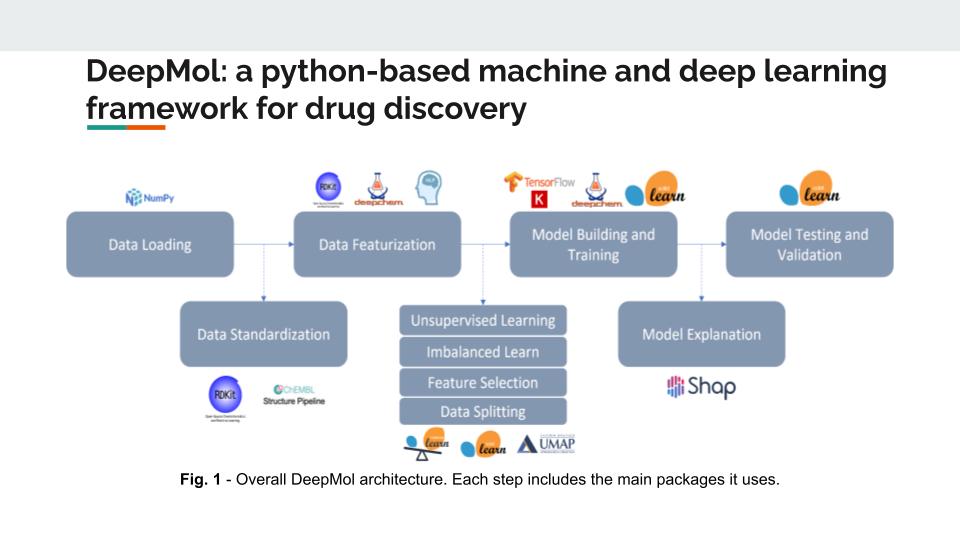 DeepMol: a python-based machine and deep learning
framework for drug discovery
NumPy
RDKit
deepchem
TensorFlow
K
deepchem
learn
learn
Data Loading
Data Featurization
Model Building and
Training
Model Testing and
Validation
Data Standardization
Unsupervised Learning
Imbalanced Learn
Feature Selection
Data Splitting
Model Explanation
RDKit
ChEMBL
Structure Pipeline
Shap
learn
learn
UMAP
Fig. 1 - Overall DeepMol architecture. Each step includes the main packages it uses.